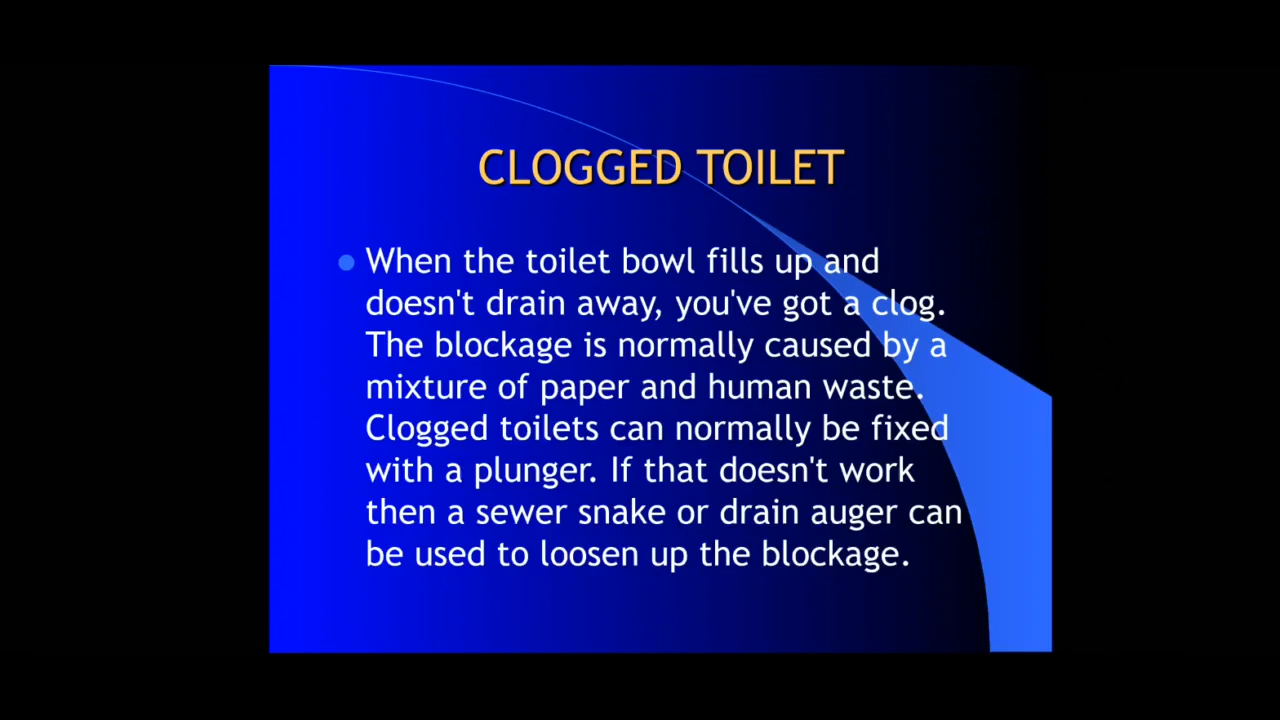 CLOGGED TOILET
When the toilet bowl fills up and
doesn't drain away, you've got a clog.
The blockage is normally caused by a
mixture of paper and human waste.
Clogged toilets can normally be fixed
with a plunger. If that doesn't work
then a sewer snake or drain auger can
be used to loosen up the blockage.